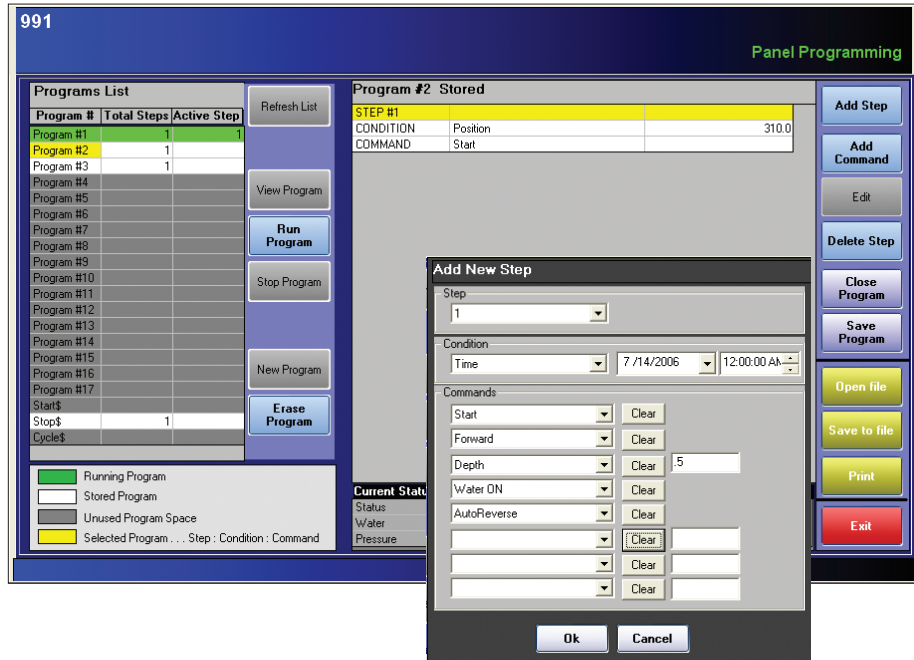 991
Panel Programming
Programs List
Program # Total Steps Active Step
Program #1 1 1
Program #2 1
Program #3 1
Program #4
Program #5
Program #6
Program #7
Program #8
Program #9
Program #10
Program #11
Program #12
Program #13
Program #14
Program #15
Program #16
Program #17
Start$
Stop$ 1
Cycle$
Running Program
Stored Program
Unused Program Space
Selected Program . . . Step : Condition : Command
Refresh List
View Program
Run
Program
Stop Program
New Program
Erase
Program
Program #2 Stored
STEP #1
CONDITION Position 310.0
COMMAND Start
Current Statu
Status
Water
Pressure
Add New Step
Step
1
Condition
Time 7 /14/2006 12:00:00 AM
Commands
Start Clear
Forward Clear
Depth Clear .5
Water ON Clear
AutoReverse Clear
Clear
Clear
Clear
Ok Cancel
Add Step
Add
Command
Edit
Delete Step
Close
Program
Save
Program
Open file
Save to file
Print
Exit